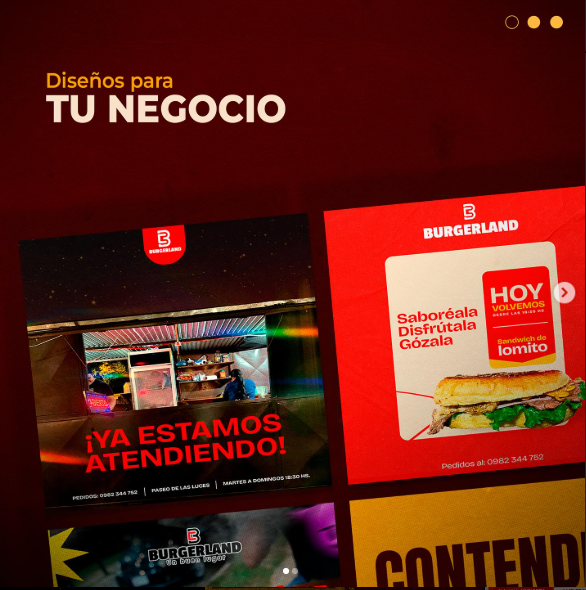 Diseños para
TU NEGOCIO
BURGERLAND
¡YA ESTAMOS
ATENDIENDO!
PEDIDOS: 0982 344 752
PASEO DE LAS LUCES
MARTES A DOMINGOS 18:30 HS.
BURGERLAND
HOY
VOLVEMOS
DESDE LAS 18:30 HS
Saboréala
Disfrútala
Gózala
Sandwich de
lomito
Pedidos al: 0982 344 752
BURGERLAND
Un buen lugar
CONTEND